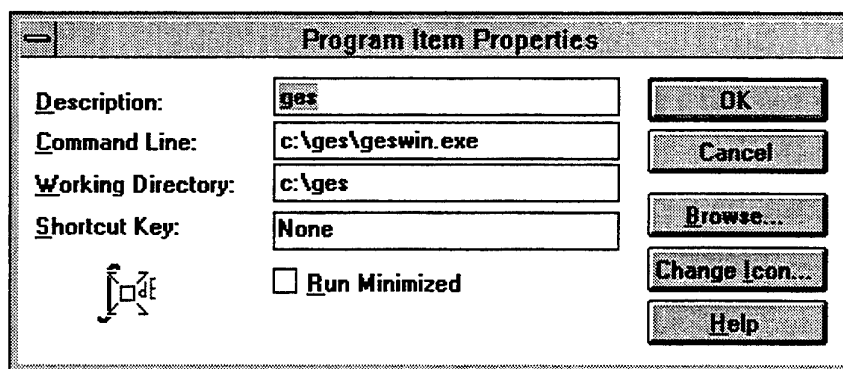 Program Item Properties
Description: ges
Command Line: c:\ges\geswin.exe
Working Directory: c:\ges
Shortcut Key: None
Run Minimized
OK
Cancel
Browse...
Change Icon...
Help